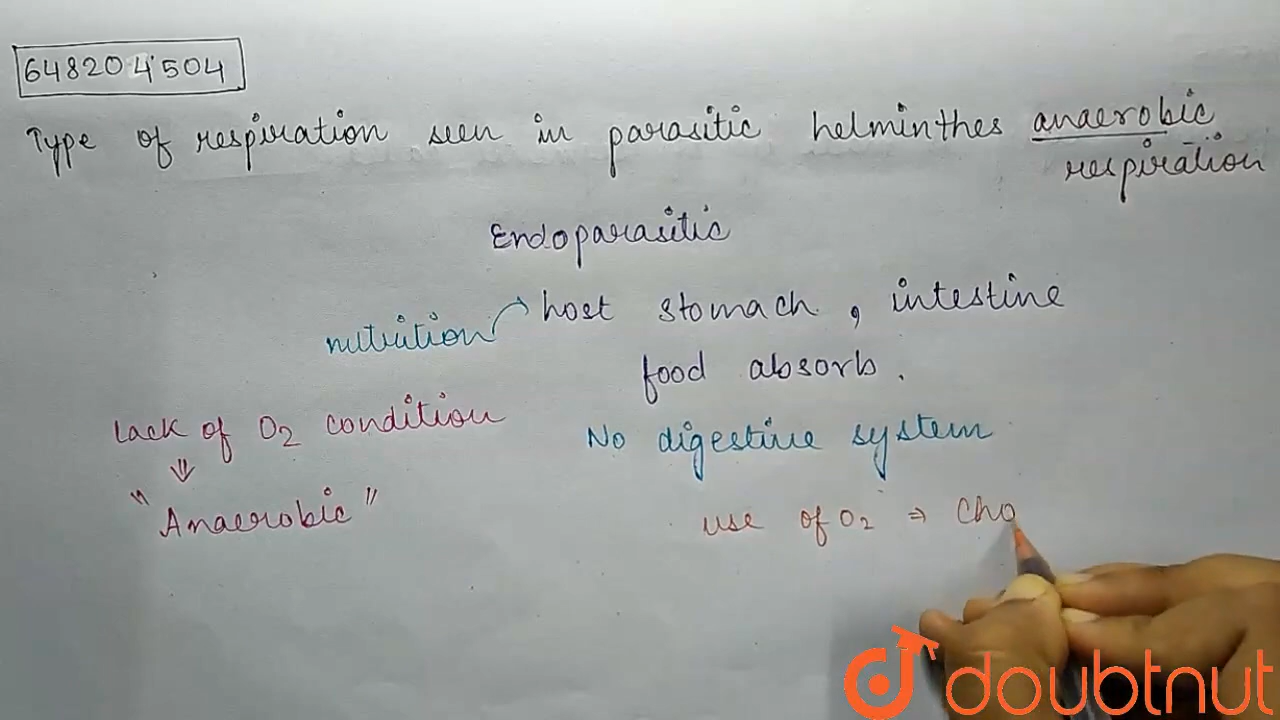 648204504
Type of respiration seen in parasitic helminthes anaerobic
respiration
Endoparasitic
nutrition host stomach, intestine
food absorb.
Lack of O2 condition
No digestive system
⇓
"Anaerobic"
use of O2 ⇒ Cho
doubtnut